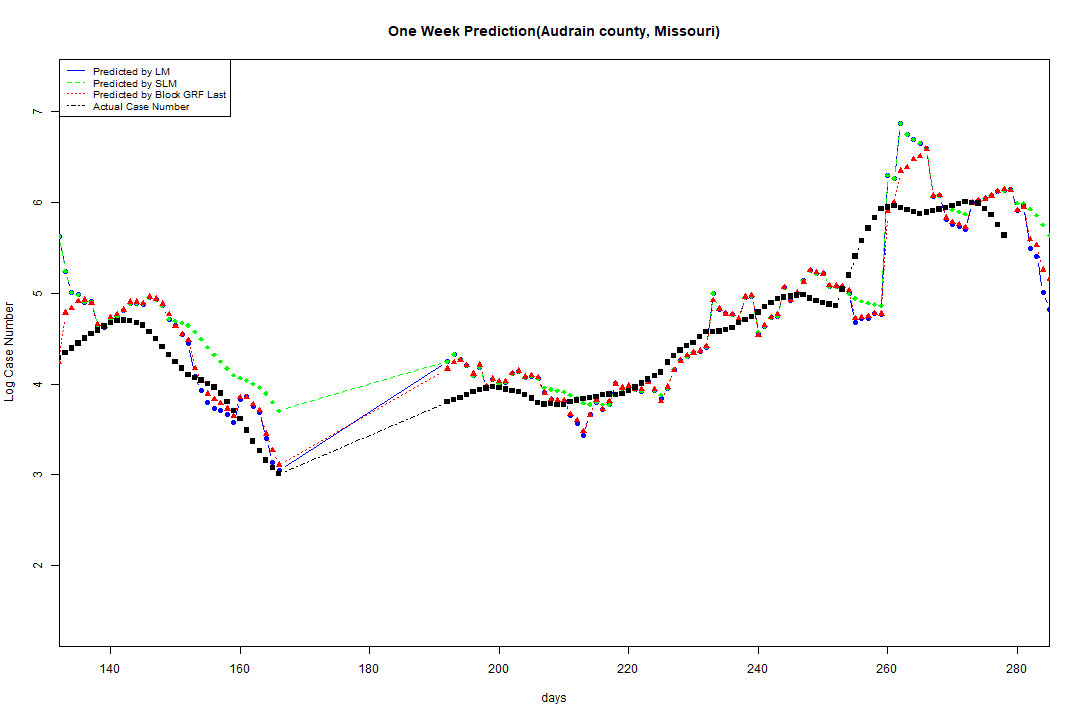 One Week Prediction(Audrain county, Missouri)
Predicted by LM
Predicted by SLM
Predicted by Block GRF Last
Actual Case Number
Log Case Number
7
6
5
4
3
2
140 160 180 200 220 240 260 280
days